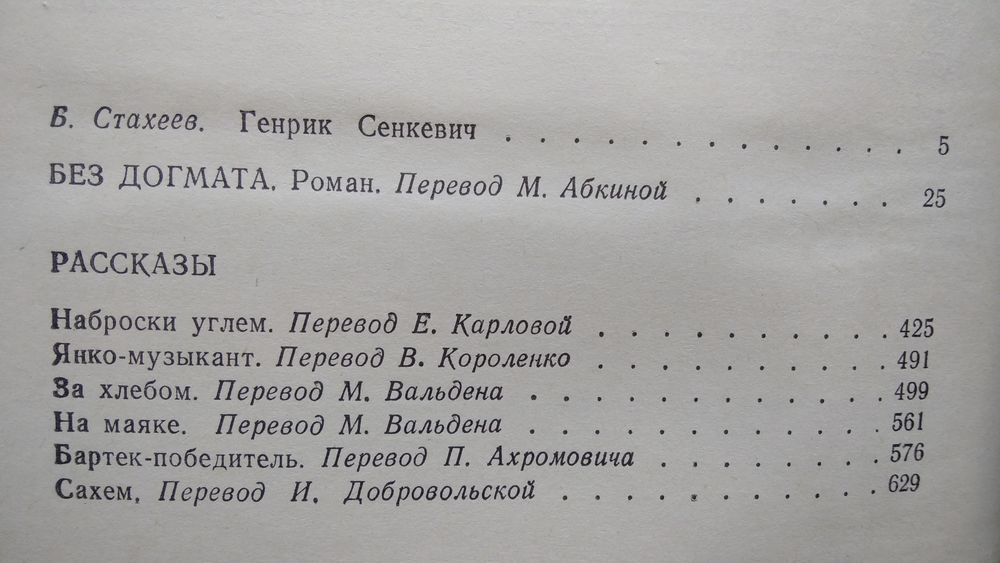 Б. Стахеев. Генрик Сенкевич . . . . . . . . . . . . . . 5
БЕЗ ДОГМАТА. Роман. Перевод М. Абкиной . . . . . . . 25
РАССКАЗЫ
Наброски углем. Перевод Е. Карловой . . . . . . . . . . 425
Янко-музыкант. Перевод В. Короленко . . . . . . . . . . 491
За хлебом. Перевод М. Вальдена . . . . . . . . . . . . 499
На маяке. Перевод М. Вальдена . . . . . . . . . . . . 561
Бартек-победитель. Перевод П. Ахромовича . . . . . . . . 576
Сахем, Перевод И. Добровольской . . . . . . . . . . . 629